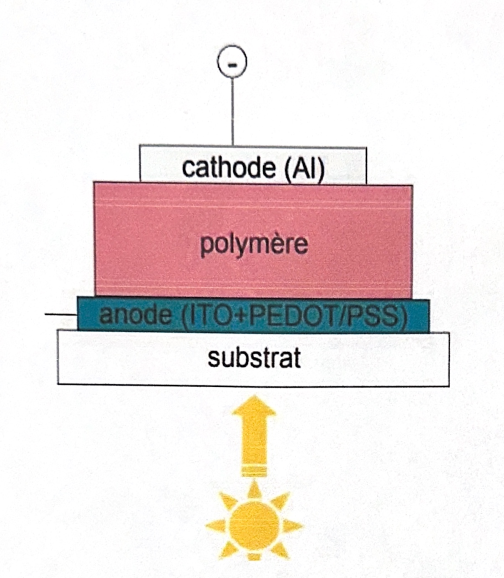 -
cathode (Al)
polymère
anode (ITO+PEDOT/PSS)
substrat